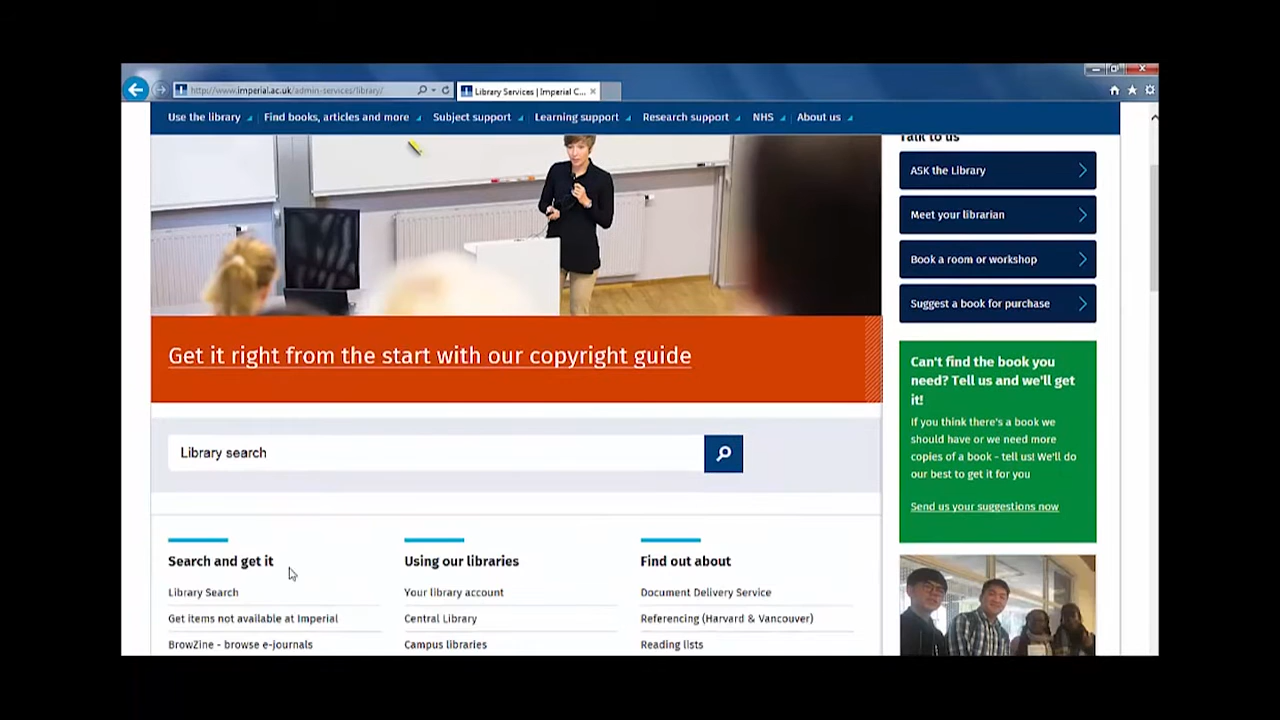 http://www.imperial.ac.uk/admin-services/library/
Library Services | Imperial C...
Use the library
Find books, articles and more
Subject support
Learning support
Research support
NHS
About us
Talk to us
ASK the Library
Meet your librarian
Book a room or workshop
Suggest a book for purchase
Get it right from the start with our copyright guide
Can't find the book you
need? Tell us and we'll get
it!
If you think there's a book we
should have or we need more
copies of a book - tell us! We'll do
our best to get it for you
Send us your suggestions now
Library search
Search and get it
Library Search
Get items not available at Imperial
BrowZine - browse e-journals
Using our libraries
Your library account
Central Library
Campus libraries
Find out about
Document Delivery Service
Referencing (Harvard & Vancouver)
Reading lists